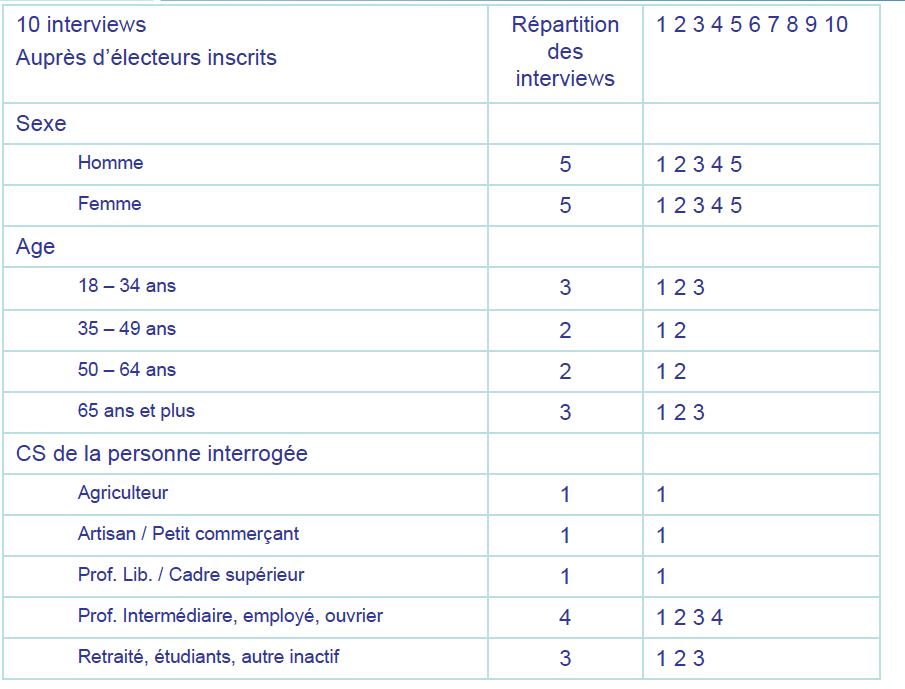 10 interviews
Auprès d'électeurs inscrits
Répartition
des
interviews
1 2 3 4 5 6 7 8 9 10
Sexe
Homme 5 1 2 3 4 5
Femme 5 1 2 3 4 5
Age
18 – 34 ans 3 1 2 3
35 – 49 ans 2 1 2
50 – 64 ans 2 1 2
65 ans et plus 3 1 2 3
CS de la personne interrogée
Agriculteur 1 1
Artisan / Petit commerçant 1 1
Prof. Lib. / Cadre supérieur 1 1
Prof. Intermédiaire, employé, ouvrier 4 1 2 3 4
Retraité, étudiants, autre inactif 3 1 2 3